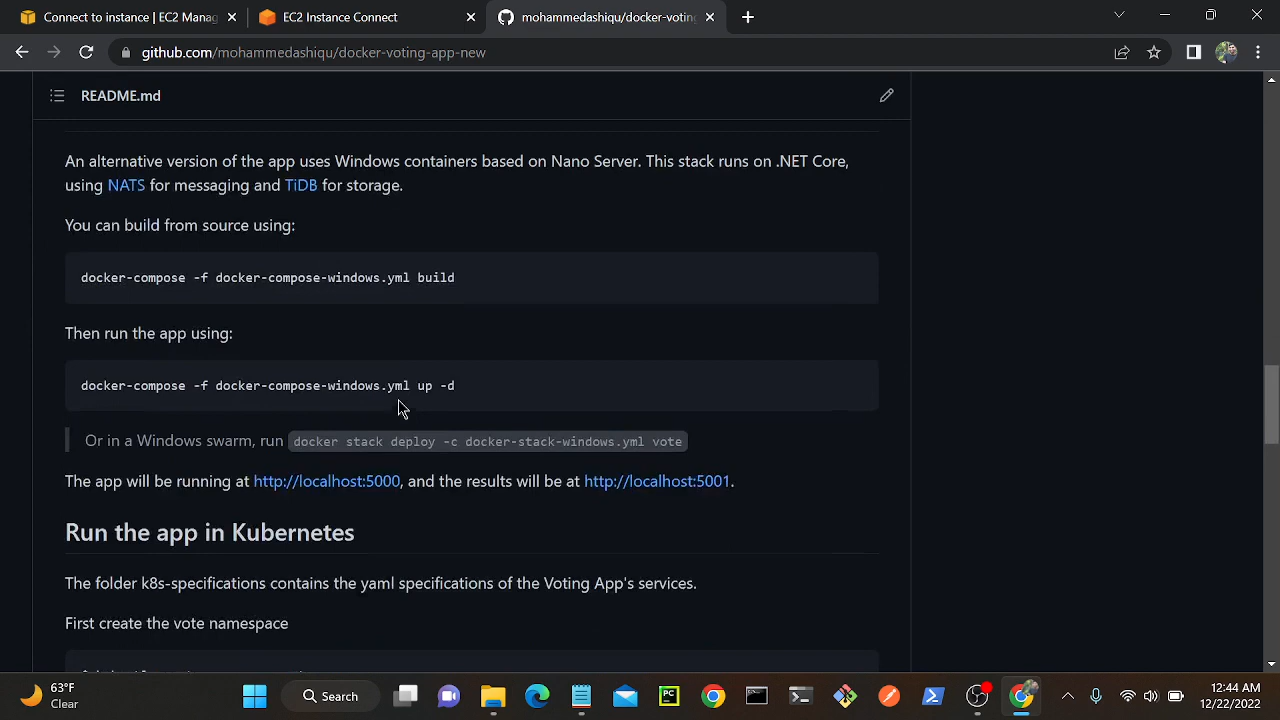 Connect to instance | EC2 Manag
EC2 Instance Connect
mohammedashiqu/docker-voting
github.com/mohammedashiqu/docker-voting-app-new
README.md
An alternative version of the app uses Windows containers based on Nano Server. This stack runs on .NET Core,
using NATS for messaging and TiDB for storage.
You can build from source using:
docker-compose -f docker-compose-windows.yml build
Then run the app using:
docker-compose -f docker-compose-windows.yml up -d
Or in a Windows swarm, run docker stack deploy -c docker-stack-windows.yml vote
The app will be running at http://localhost:5000, and the results will be at http://localhost:5001.
Run the app in Kubernetes
The folder k8s-specifications contains the yaml specifications of the Voting App's services.
First create the vote namespace
63°F
Clear
Search
PC
12:44 AM
12/22/2022